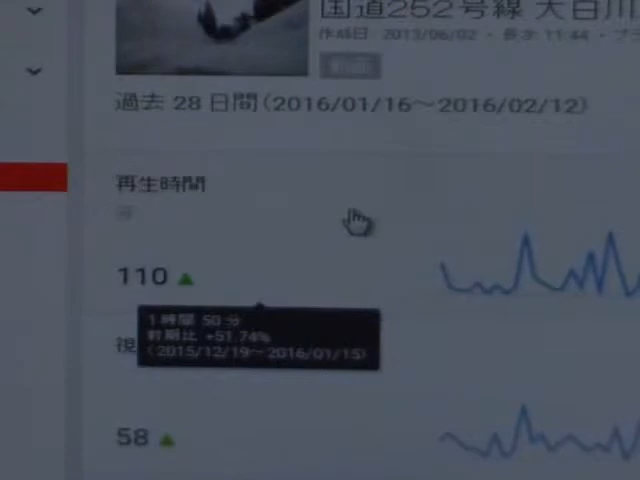 国道252号線 大白川
作成日: 2013/06/02 • 長さ: 11:44 •
過去 28 日間(2016/01/16～2016/02/12)
再生時間
110
1 時間 50 分
前期比 +51.74%
(2015/12/19～2016/01/15)
視
58